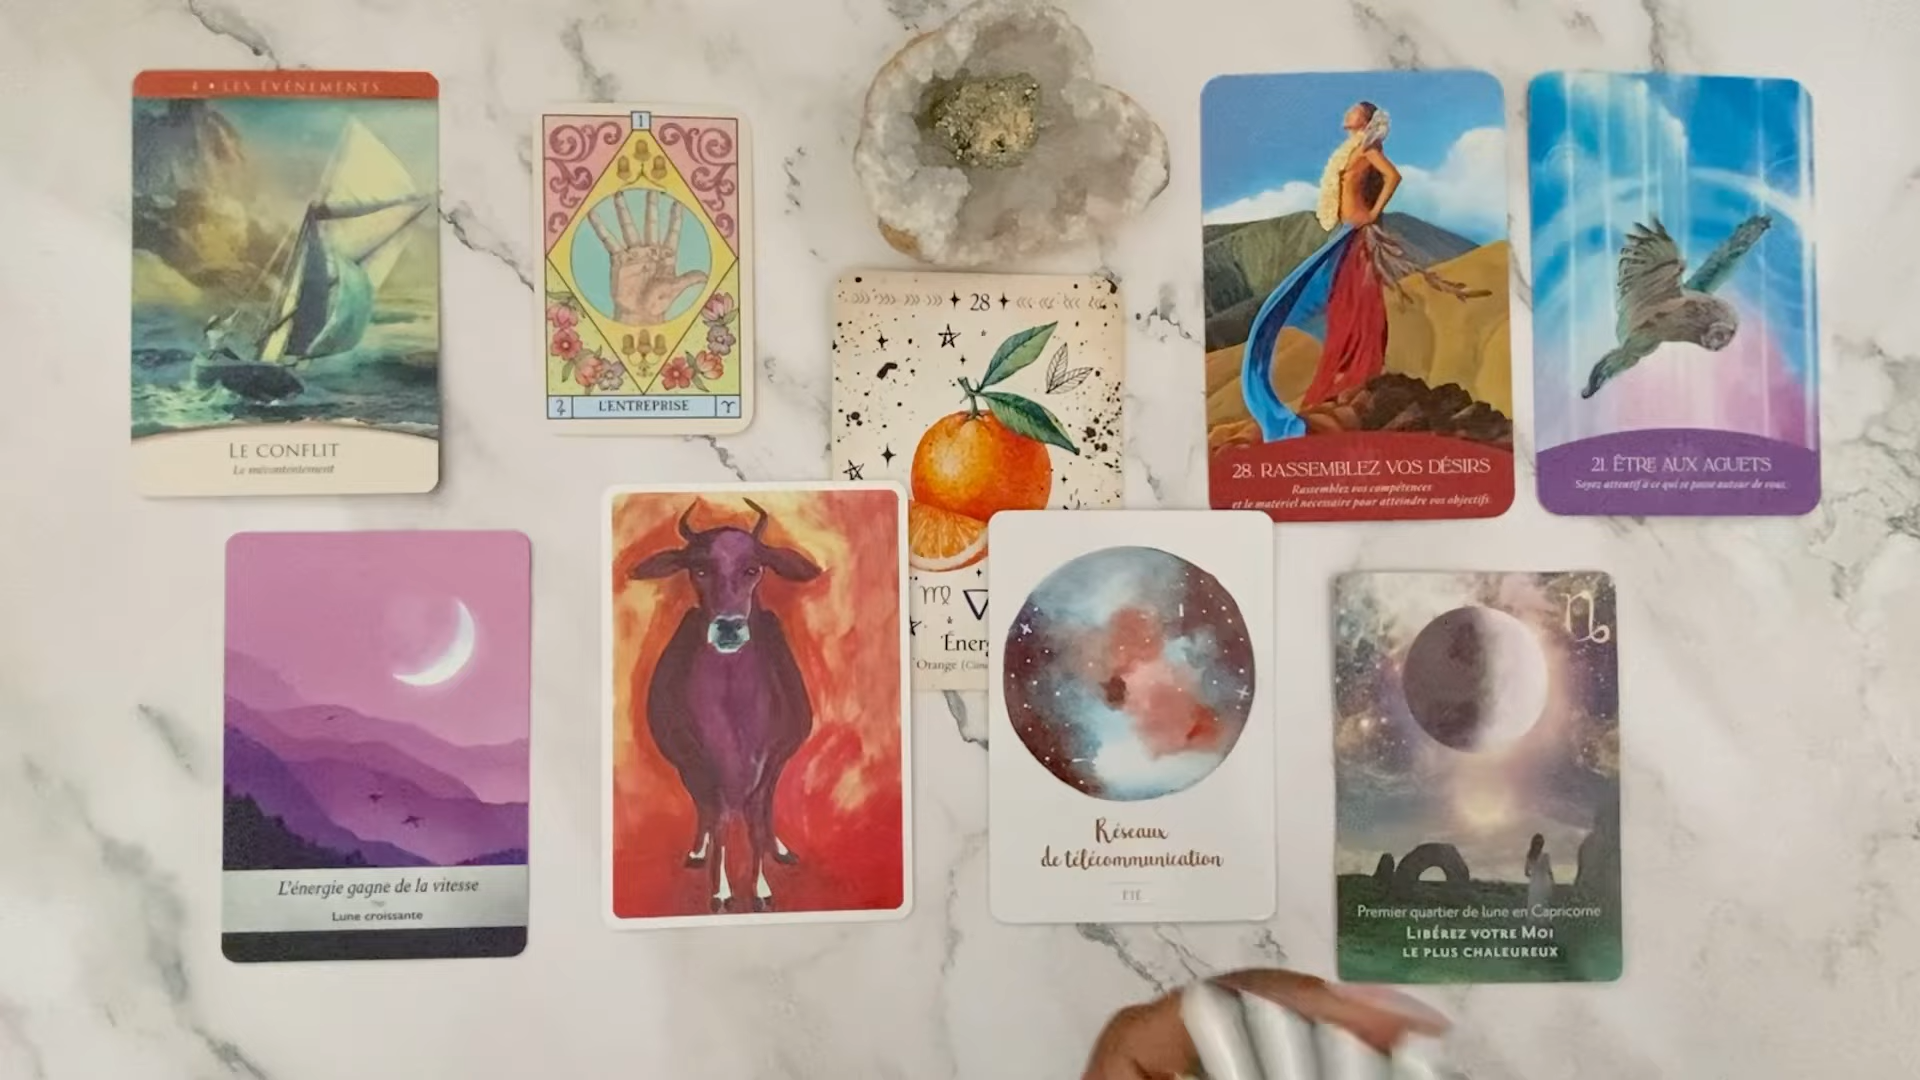 4 • LES ÉVÉNEMENTS
LE CONFLIT
Le mécontentement
1
L'ENTREPRISE
28
Énerg
Orange
28. RASSEMBLEZ VOS DÉSIRS
Rassemblez vos compétences
et le matériel nécessaire pour atteindre vos objectifs.
21. ÊTRE AUX AGUETS
Soyez attentif à ce qui se passe autour de vous.
L'énergie gagne de la vitesse
Lune croissante
Réseaux
de télécommunication
ÉTÉ
Premier quartier de lune en Capricorne
LIBÉREZ VOTRE MOI
LE PLUS CHALEUREUX